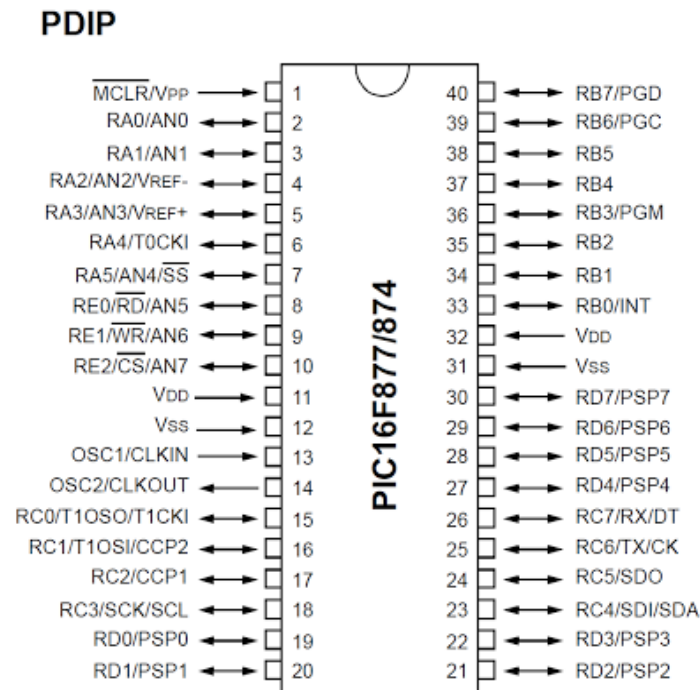 PDIP
MCLR/VPP 1 40 RB7/PGD
RA0/AN0 2 39 RB6/PGC
RA1/AN1 3 38 RB5
RA2/AN2/VREF- 4 37 RB4
RA3/AN3/VREF+ 5 36 RB3/PGM
RA4/T0CKI 6 35 RB2
RA5/AN4/SS 7 34 RB1
RE0/RD/AN5 8 33 RB0/INT
RE1/WR/AN6 9 32 VDD
RE2/CS/AN7 10 31 VSS
VDD 11 30 RD7/PSP7
VSS 12 29 RD6/PSP6
OSC1/CLKIN 13 28 RD5/PSP5
OSC2/CLKOUT 14 27 RD4/PSP4
RC0/T1OSO/T1CKI 15 26 RC7/RX/DT
RC1/T1OSI/CCP2 16 25 RC6/TX/CK
RC2/CCP1 17 24 RC5/SDO
RC3/SCK/SCL 18 23 RC4/SDI/SDA
RD0/PSP0 19 22 RD3/PSP3
RD1/PSP1 20 21 RD2/PSP2
PIC16F877/874